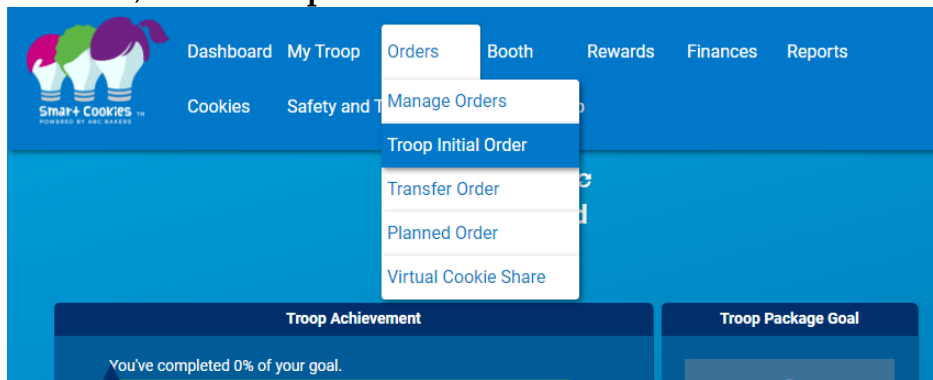 Dashboard My Troop Orders Booth Rewards Finances Reports
Smart Cookies TM
POWERED BY ABC BAKERS
Cookies Safety and T
Manage Orders
Troop Initial Order
Transfer Order
Planned Order
Virtual Cookie Share
Troop Achievement
Troop Package Goal
You've completed 0% of your goal.